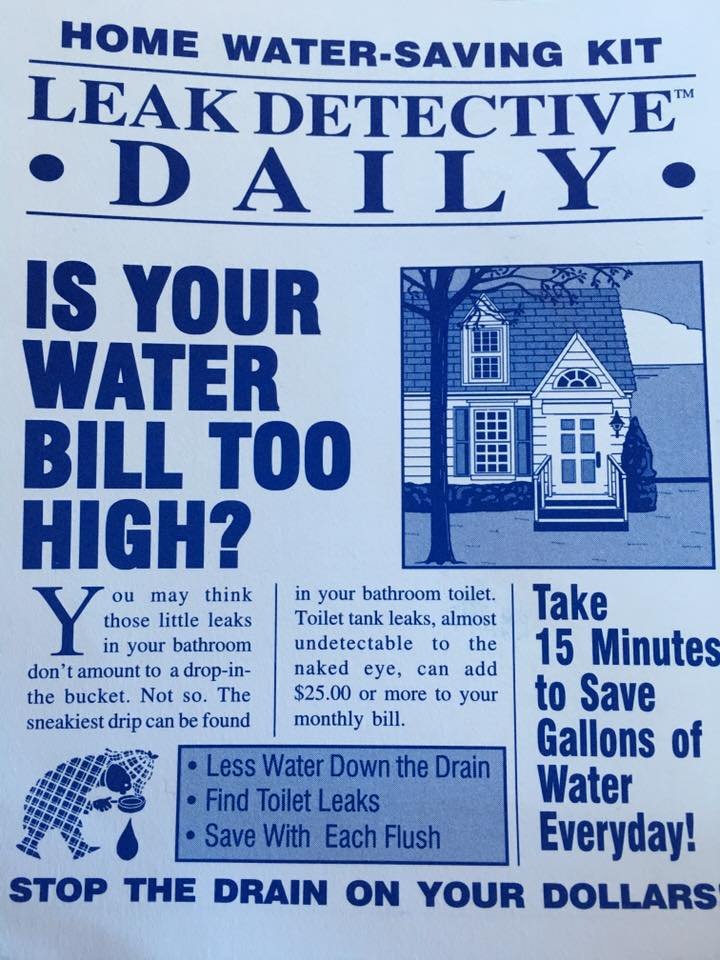 HOME WATER-SAVING KIT
LEAK DETECTIVE™
• DAILY •
IS YOUR
WATER
BILL TOO
HIGH?
You may think
those little leaks
in your bathroom
don't amount to a drop-in-
the bucket. Not so. The
sneakiest drip can be found
in your bathroom toilet.
Toilet tank leaks, almost
undetectable to the
naked eye, can add
$25.00 or more to your
monthly bill.
Take
15 Minutes
to Save
Gallons of
Water
Everyday!
• Less Water Down the Drain
• Find Toilet Leaks
• Save With Each Flush
STOP THE DRAIN ON YOUR DOLLARS!